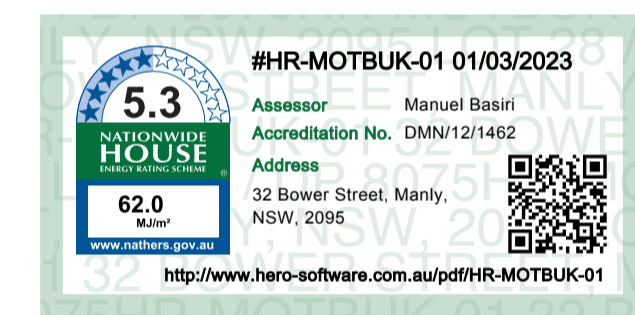 #HR-MOTBUK-01 01/03/2023
5.3
NATIONWIDE
HOUSE
ENERGY RATING SCHEME
®
62.0
MJ/m²
www.nathers.gov.au
Assessor Manuel Basiri
Accreditation No. DMN/12/1462
Address
32 Bower Street, Manly,
NSW, 2095
http://www.hero-software.com.au/pdf/HR-MOTBUK-01